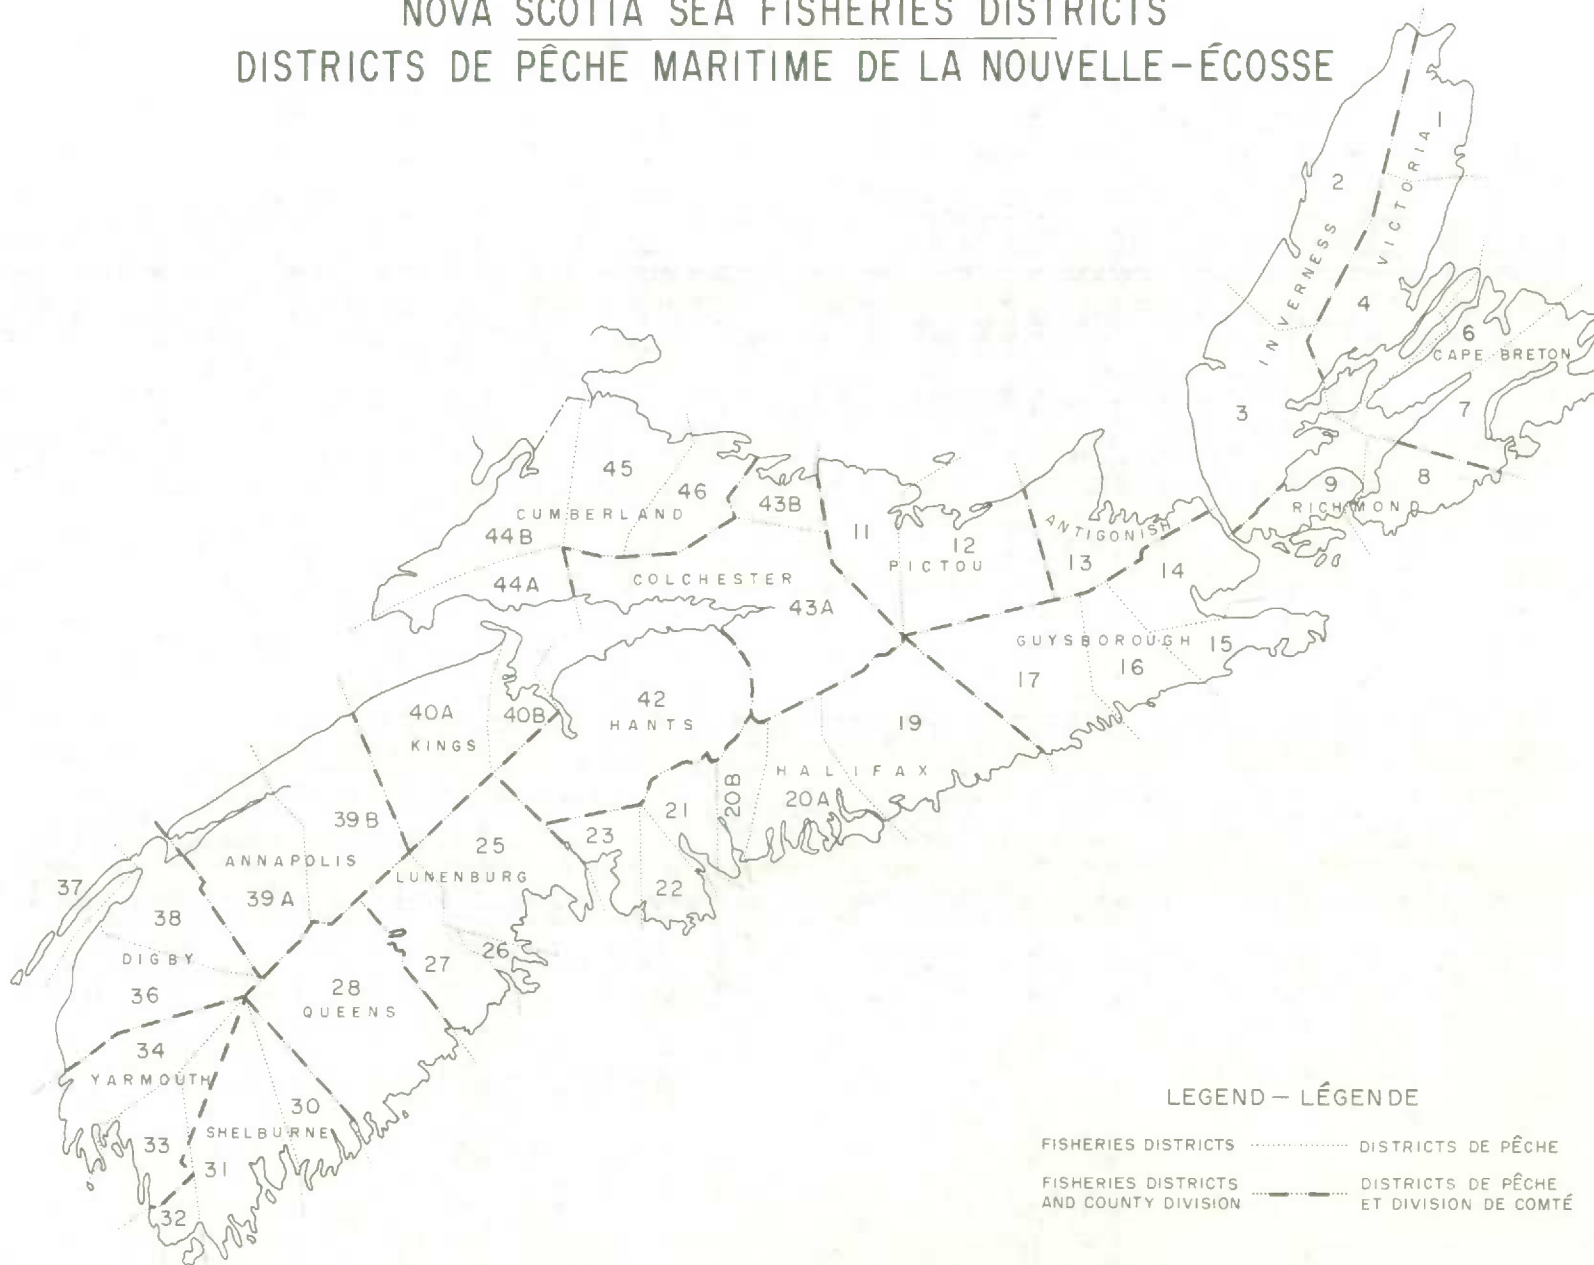 NOVA SCOTIA SEA FISHERIES DISTRICTS
DISTRICTS DE PÊCHE MARITIME DE LA NOUVELLE-ÉCOSSE
1
2
VICTORIA
INVERNESS
4
6
CAPE BRETON
3
7
45
46
43B
CUMBERLAND
44B
11
12
PICTOU
ANTIGONISH
13
14
9
8
RICHMOND
44A
COLCHESTER
43A
GUYSBOROUGH
15
16
17
40A
40B
KINGS
42
HANTS
19
HALIFAX
20A
20B
21
39B
ANNAPOLIS
39A
25
LUNENBURG
23
22
37
38
DIGBY
36
28
QUEENS
27
26
34
YARMOUTH
33
30
SHELBURNE
31
32
LEGEND — LÉGENDE
FISHERIES DISTRICTS DISTRICTS DE PÊCHE
FISHERIES DISTRICTS DISTRICTS DE PÊCHE
AND COUNTY DIVISION ET DIVISION DE COMTÉ